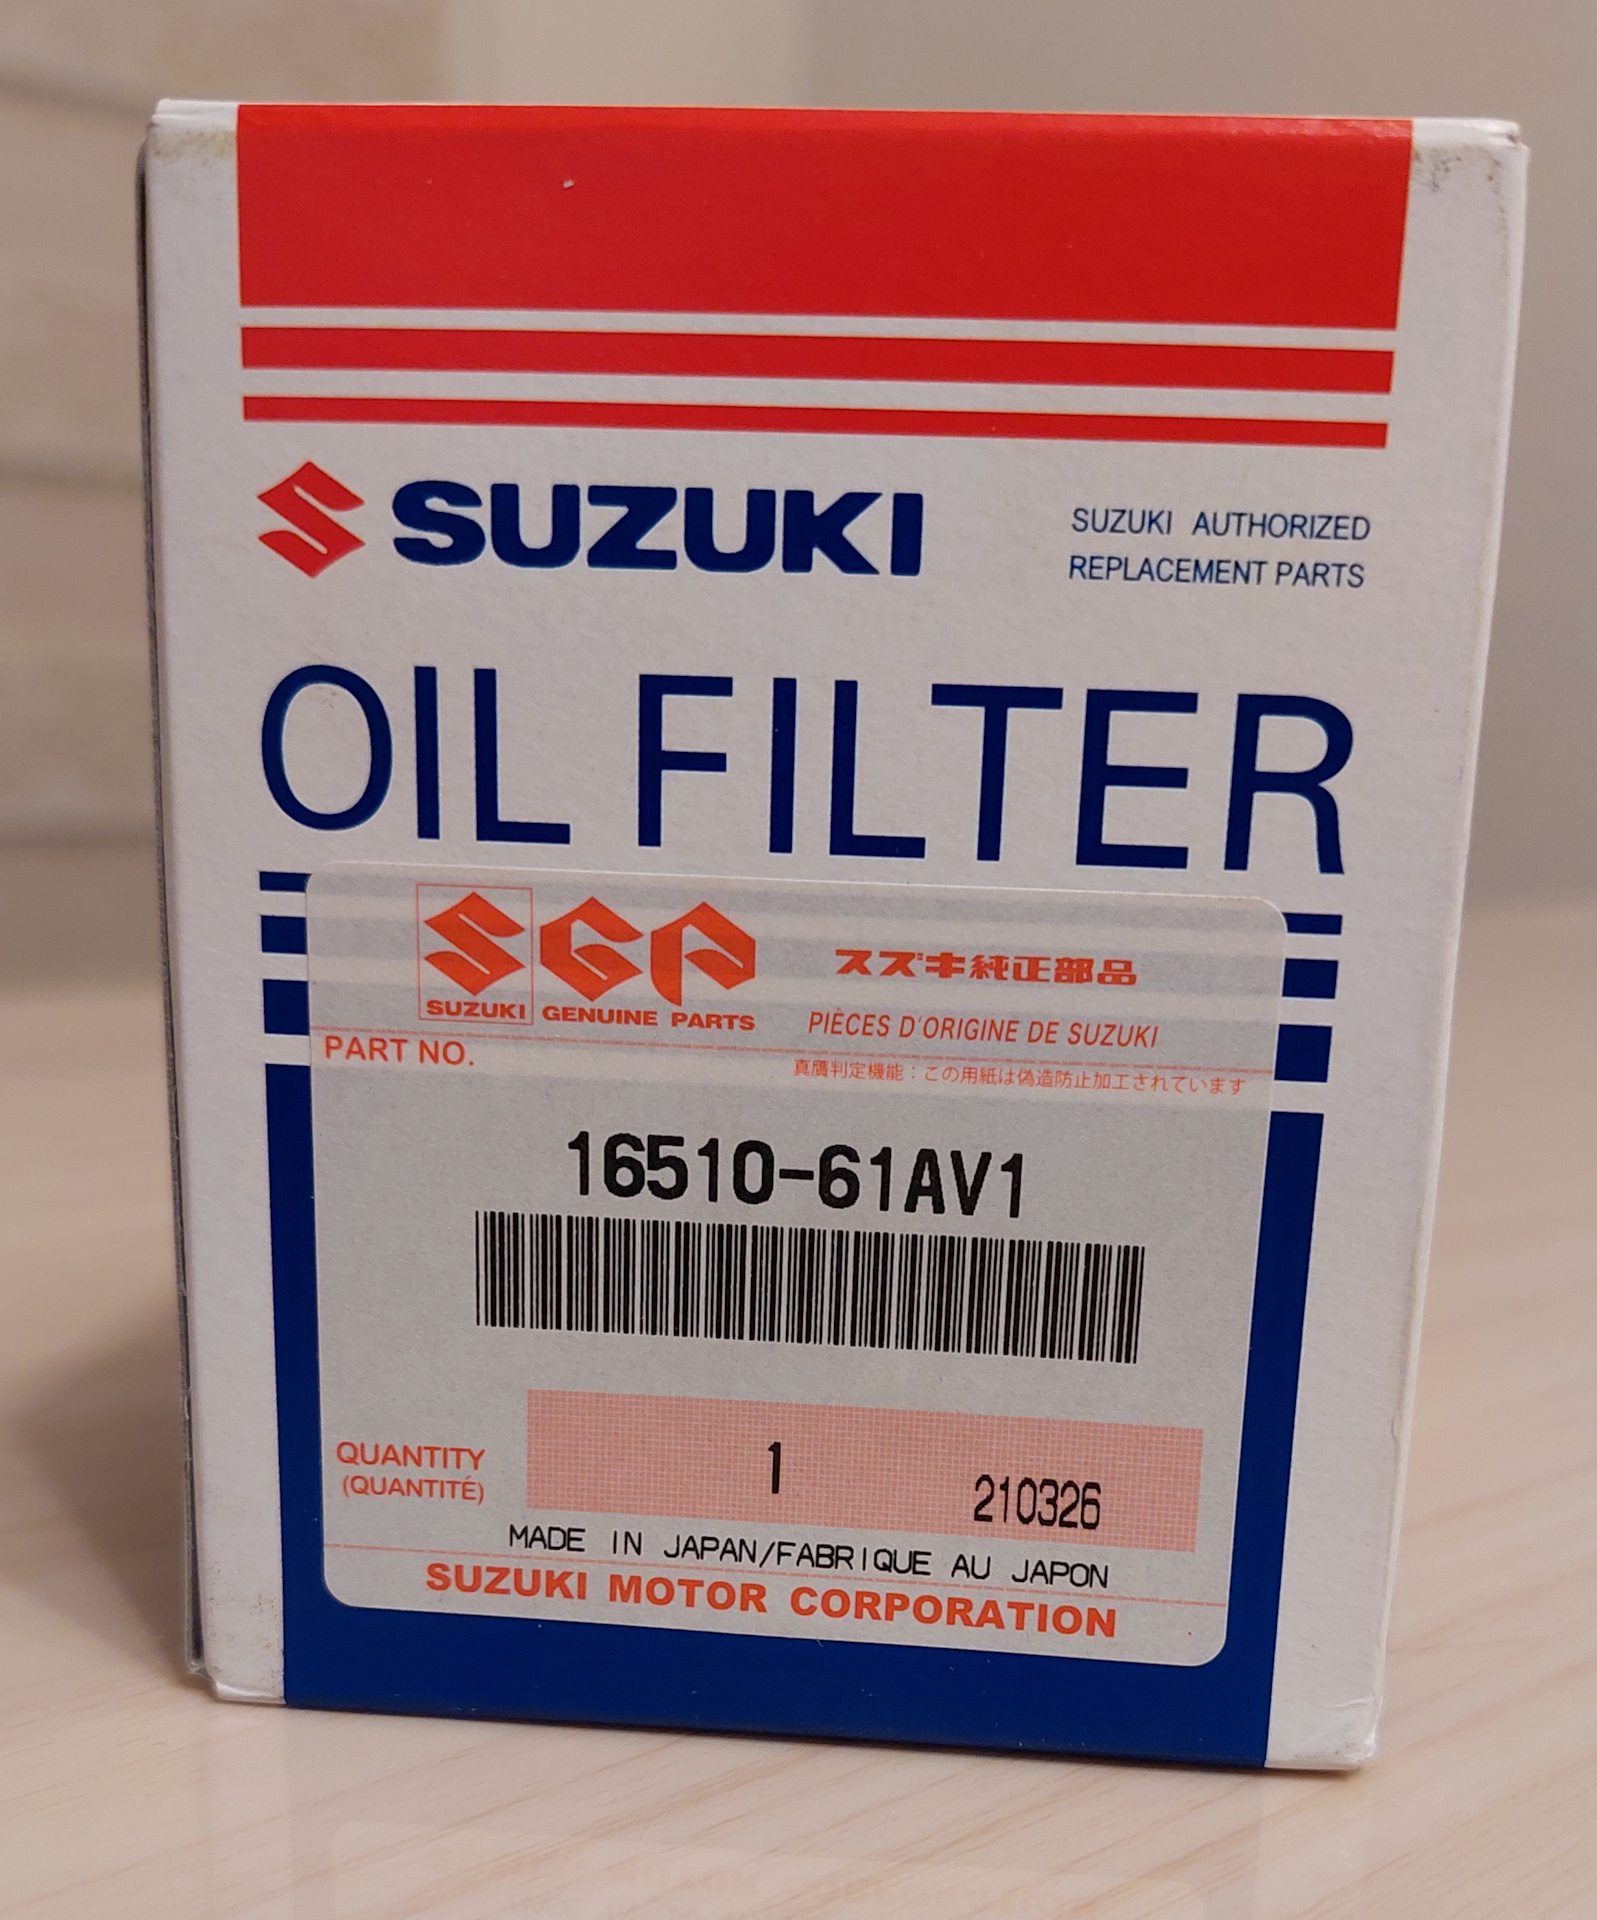 SUZUKI
SUZUKI AUTHORIZED
REPLACEMENT PARTS
OIL FILTER
SGP
SUZUKI GENUINE PARTS
スズキ純正部品
PIÈCES D'ORIGINE DE SUZUKI
PART NO.
真贋判定機能：この用紙は偽造防止加工されています
16510-61AV1
QUANTITY
(QUANTITÉ)
1
210326
MADE IN JAPAN/FABRIQUE AU JAPON
SUZUKI MOTOR CORPORATION